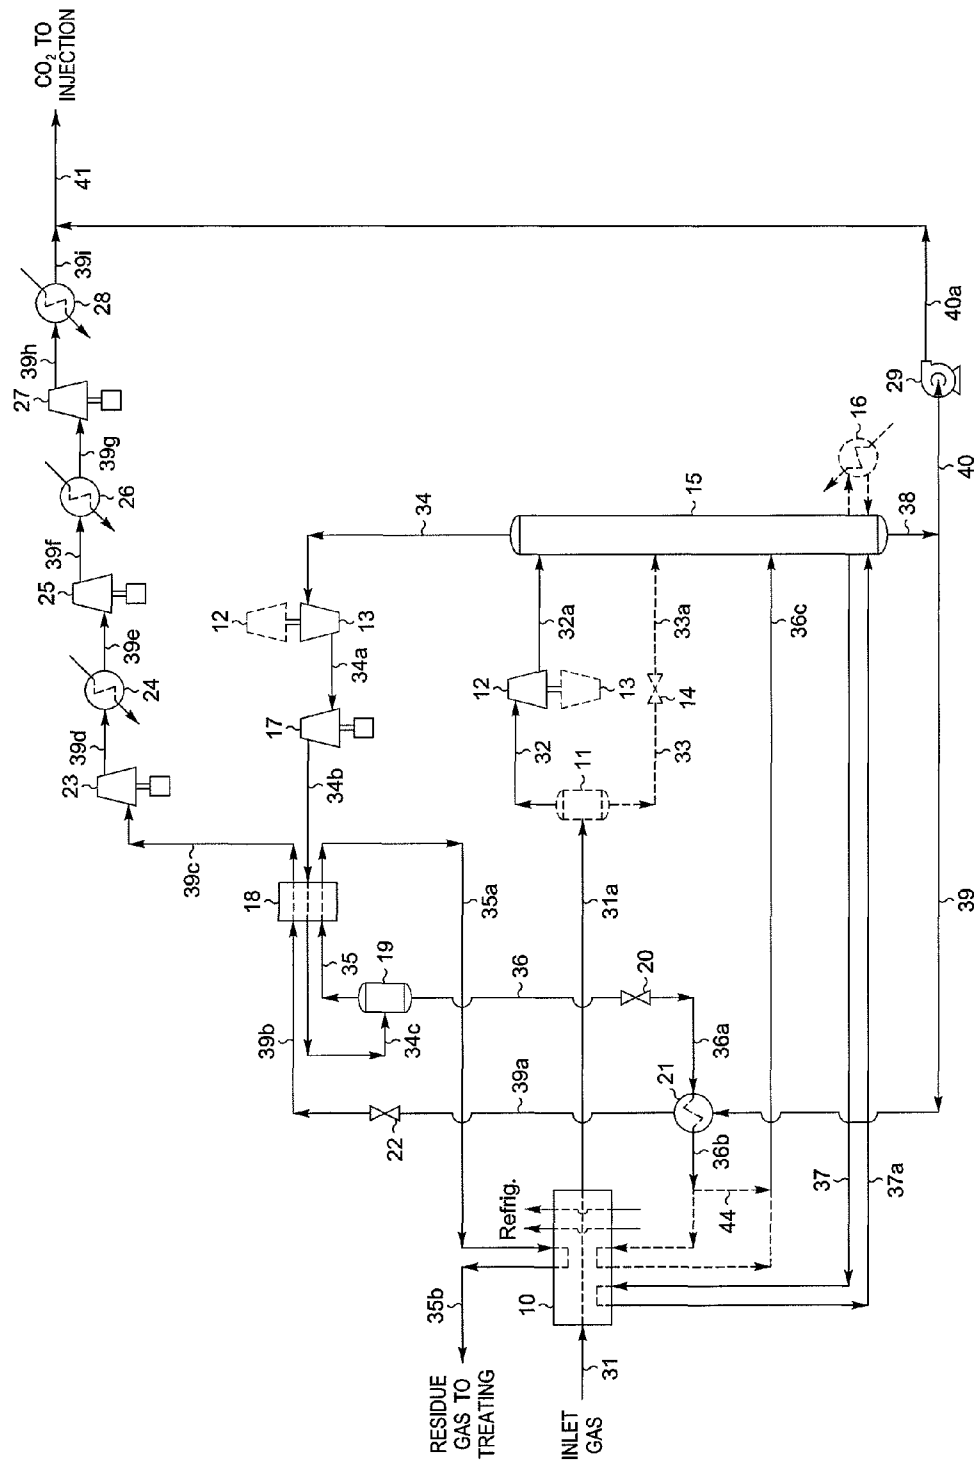 CO₂ TO
INJECTION
41
39i
28
39h
27
39g
26
39f
25
39e
24
39d
23
39c
40a
29
16
40
15
34
38
12
13
34a
17
34b
32a
33a
36c
12
13
14
32
33
11
18
35a
31a
39
35
19
36
20
34c
39b
36a
39a
21
22
36b
37
37a
44
Refrig.
35b
10
31
RESIDUE
GAS TO
TREATING
INLET
GAS